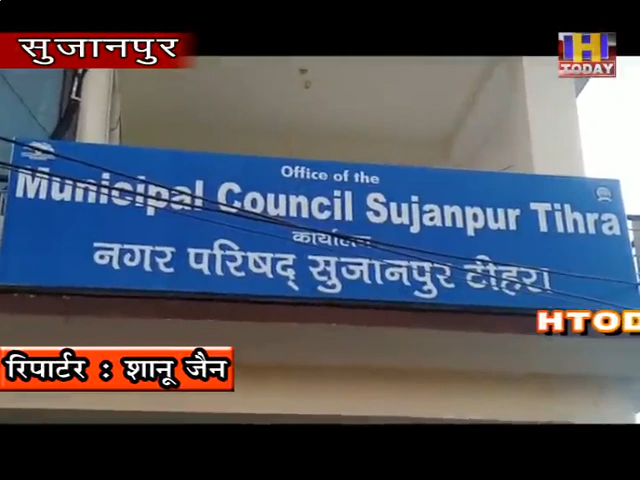 सुजानपुर
H
TODAY
Office of the
Municipal Council Sujanpur Tihra
कार्यालय
नगर परिषद् सुजानपुर टीहरा
HTOD
रिपार्टर : शानू जैन